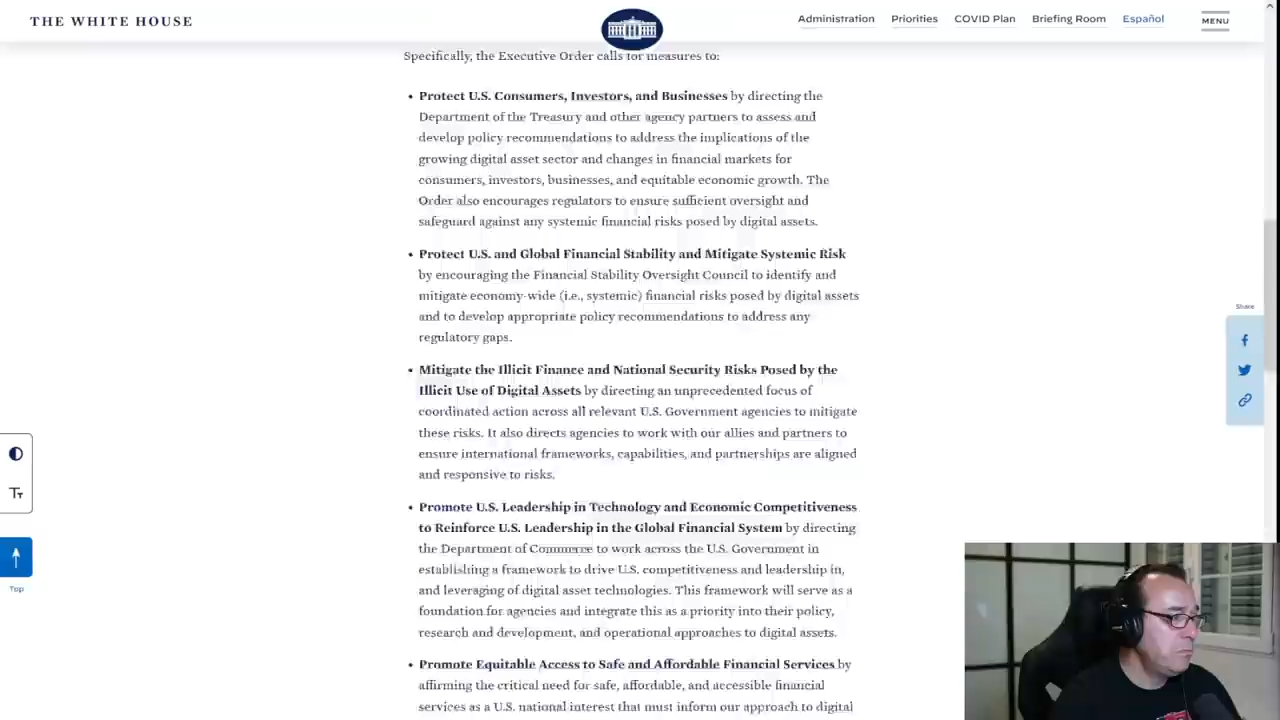 THE WHITE HOUSE
Administration
Priorities
COVID Plan
Briefing Room
Español
MENU
Specifically, the Executive Order calls for measures to:
• Protect U.S. Consumers, Investors, and Businesses by directing the
Department of the Treasury and other agency partners to assess and
develop policy recommendations to address the implications of the
growing digital asset sector and changes in financial markets for
consumers, investors, businesses, and equitable economic growth. The
Order also encourages regulators to ensure sufficient oversight and
safeguard against any systemic financial risks posed by digital assets.
• Protect U.S. and Global Financial Stability and Mitigate Systemic Risk
by encouraging the Financial Stability Oversight Council to identify and
mitigate economy-wide (i.e., systemic) financial risks posed by digital assets
and to develop appropriate policy recommendations to address any
regulatory gaps.
• Mitigate the Illicit Finance and National Security Risks Posed by the
Illicit Use of Digital Assets by directing an unprecedented focus of
coordinated action across all relevant U.S. Government agencies to mitigate
these risks. It also directs agencies to work with our allies and partners to
ensure international frameworks, capabilities, and partnerships are aligned
and responsive to risks.
• Promote U.S. Leadership in Technology and Economic Competitiveness
to Reinforce U.S. Leadership in the Global Financial System by directing
the Department of Commerce to work across the U.S. Government in
establishing a framework to drive U.S. competitiveness and leadership in,
and leveraging of digital asset technologies. This framework will serve as a
foundation for agencies and integrate this as a priority into their policy,
research and development, and operational approaches to digital assets.
• Promote Equitable Access to Safe and Affordable Financial Services by
affirming the critical need for safe, affordable, and accessible financial
services as a U.S. national interest that must inform our approach to digital
Share
Tт
Top